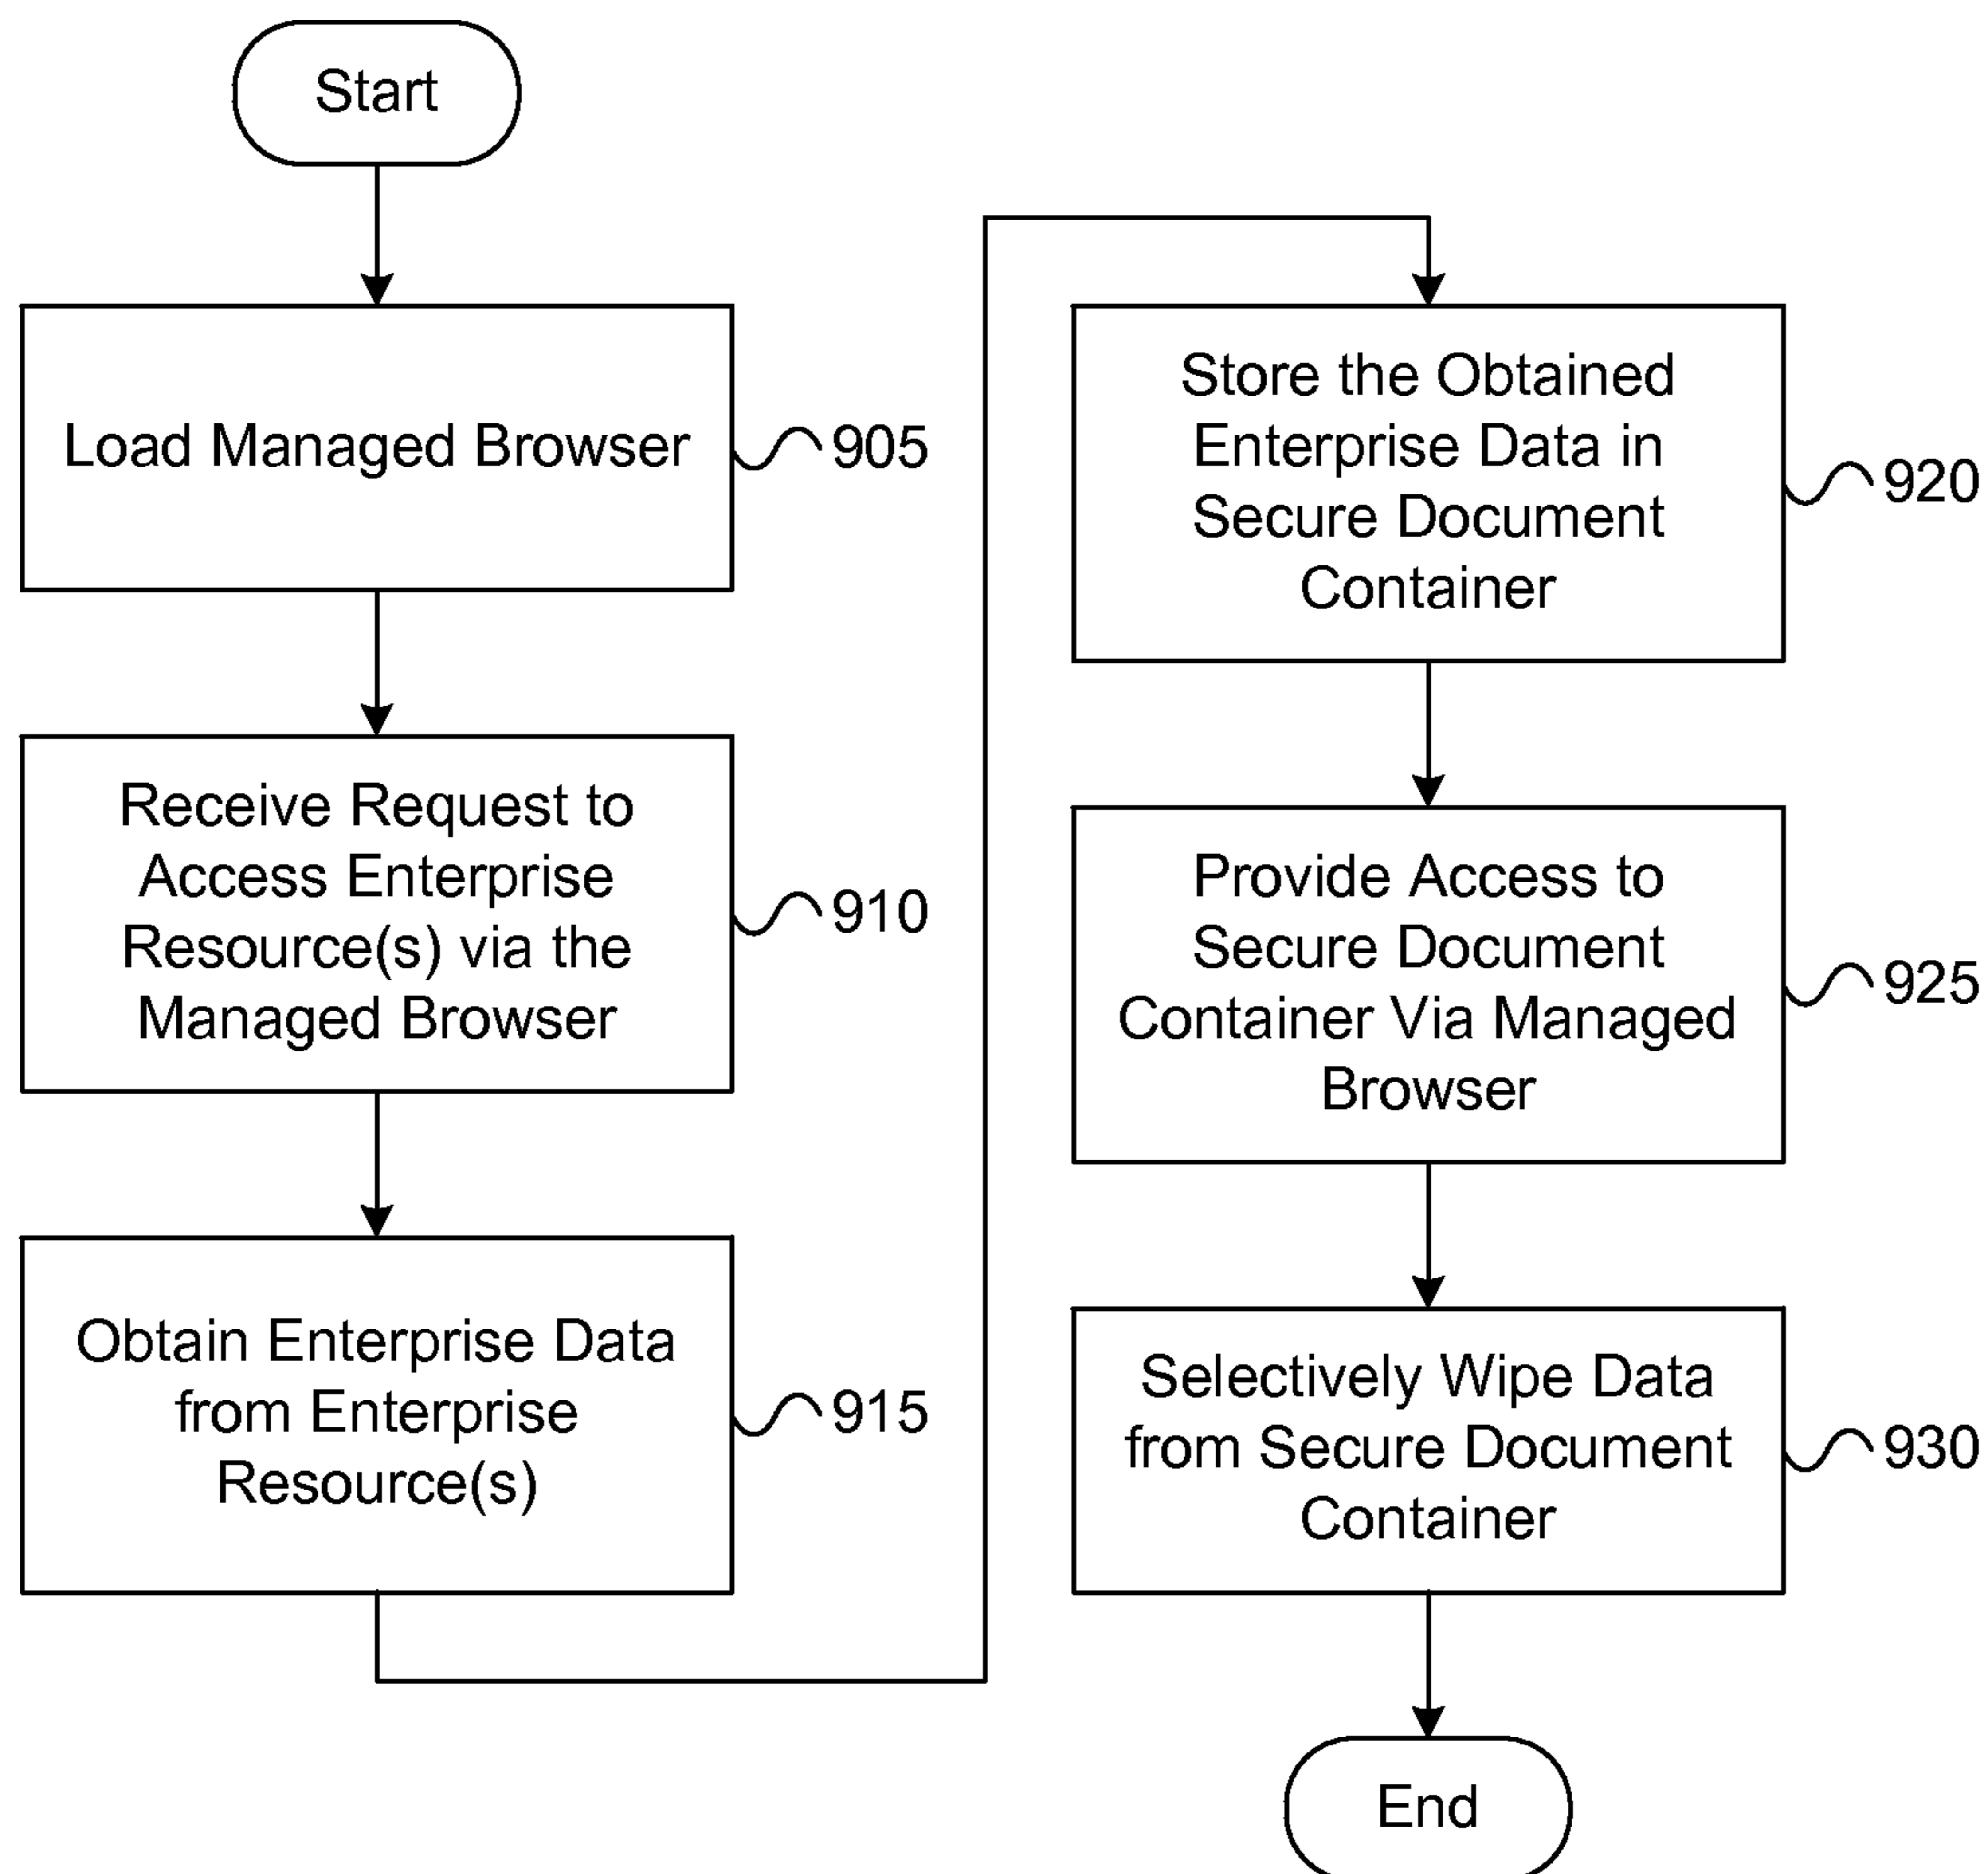 Start
Load Managed Browser
905
Receive Request to
Access Enterprise
Resource(s) via the
Managed Browser
910
Obtain Enterprise Data
from Enterprise
Resource(s)
915
Store the Obtained
Enterprise Data in
Secure Document
Container
920
Provide Access to
Secure Document
Container Via Managed
Browser
925
Selectively Wipe Data
from Secure Document
Container
930
End